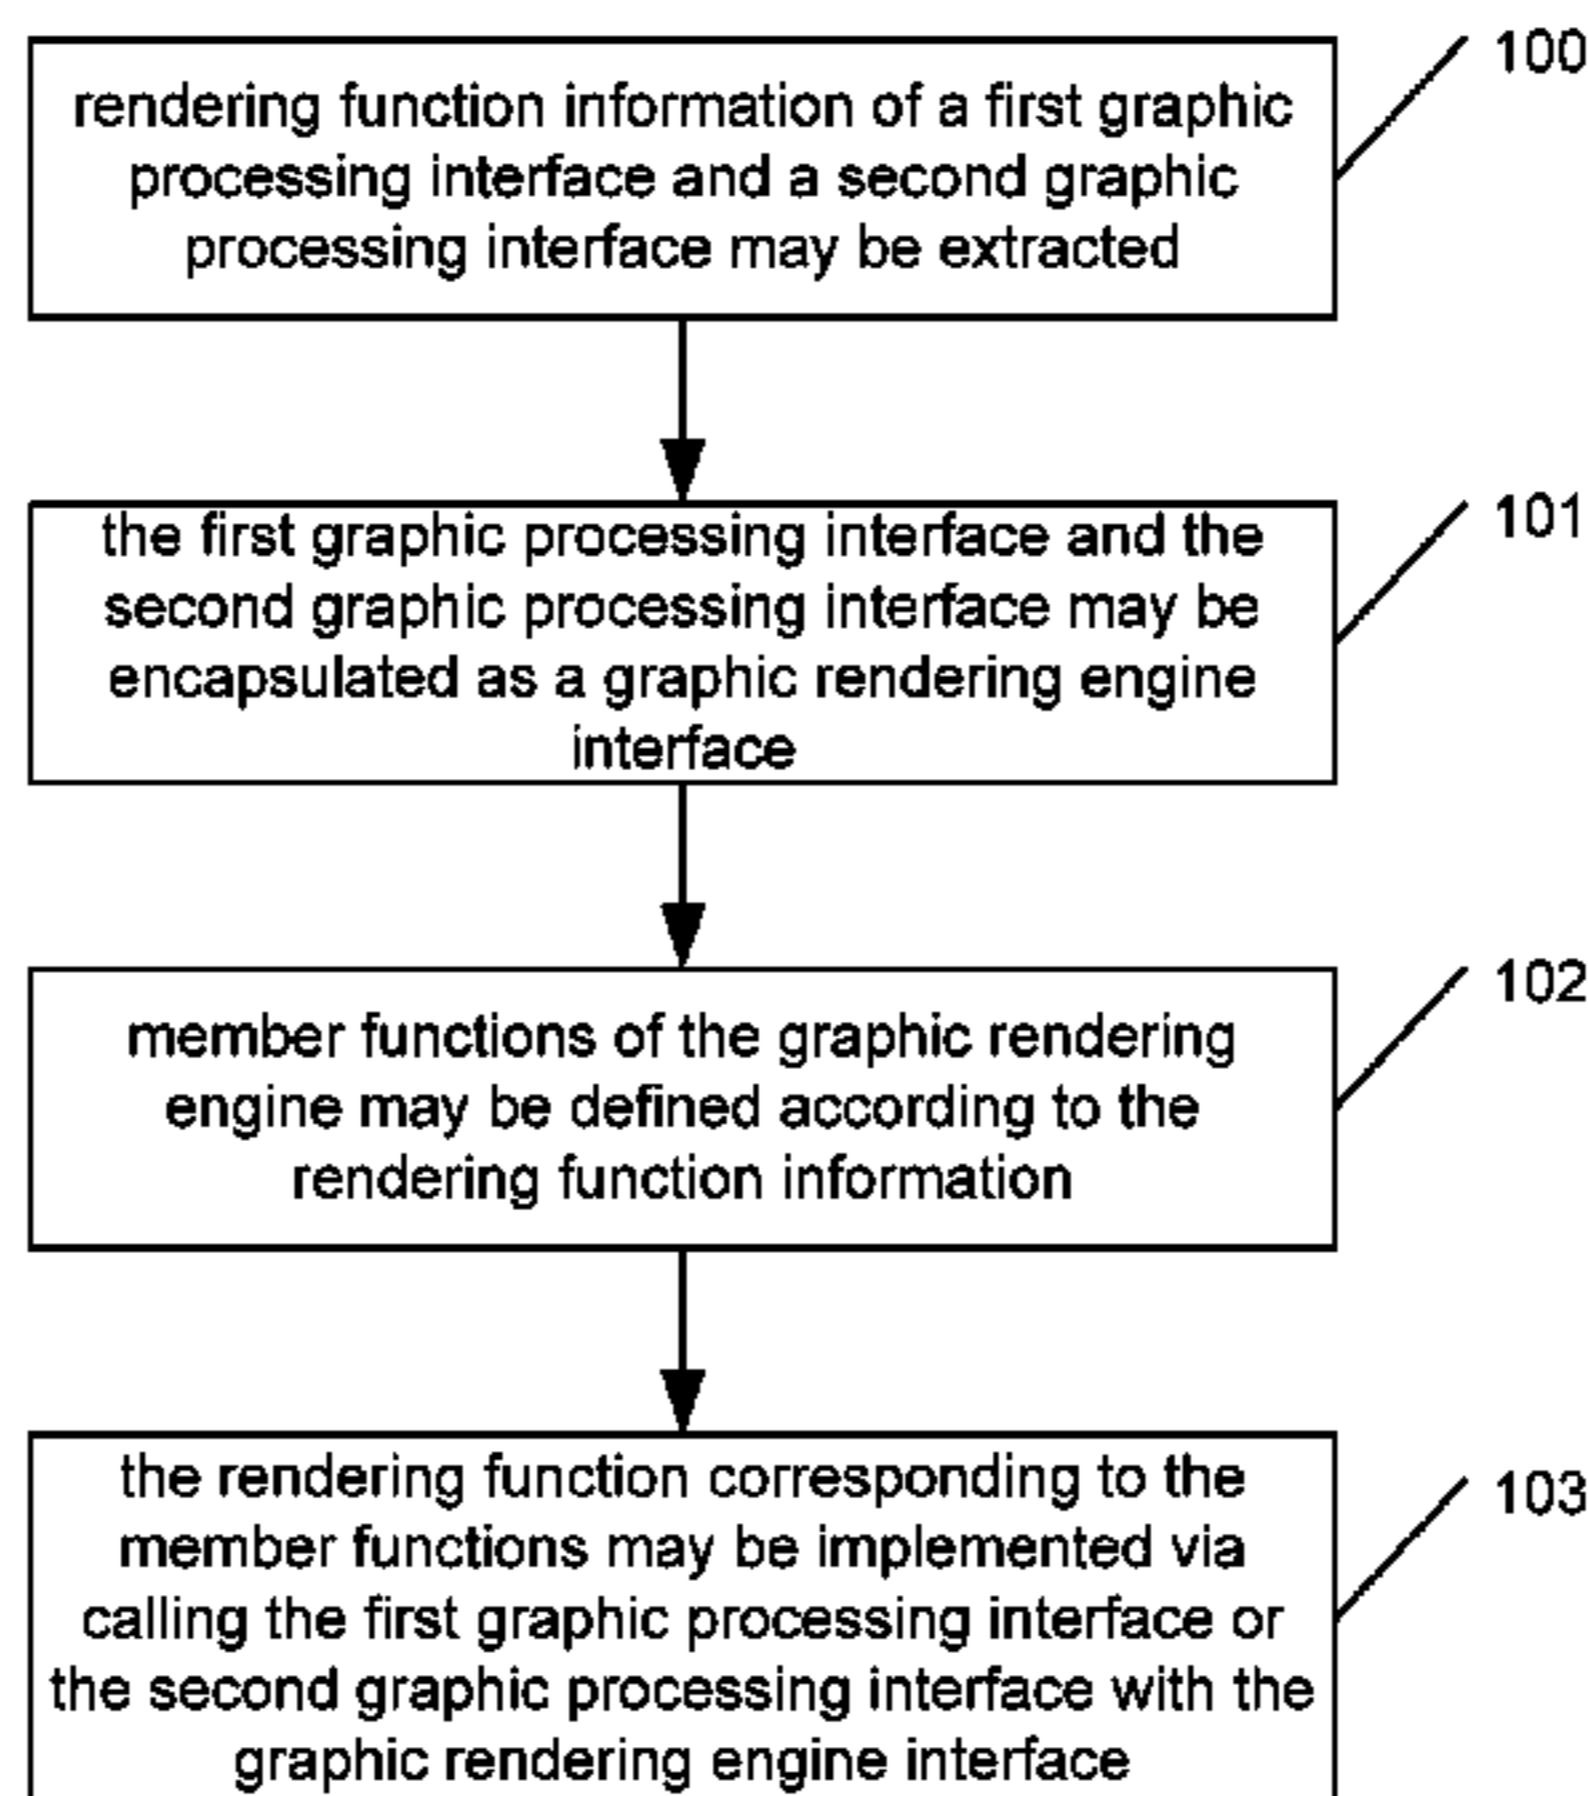 100
rendering function information of a first graphic
processing interface and a second graphic
processing interface may be extracted
101
the first graphic processing interface and the
second graphic processing interface may be
encapsulated as a graphic rendering engine
interface
102
member functions of the graphic rendering
engine may be defined according to the
rendering function information
103
the rendering function corresponding to the
member functions may be implemented via
calling the first graphic processing interface or
the second graphic processing interface with the
graphic rendering engine interface